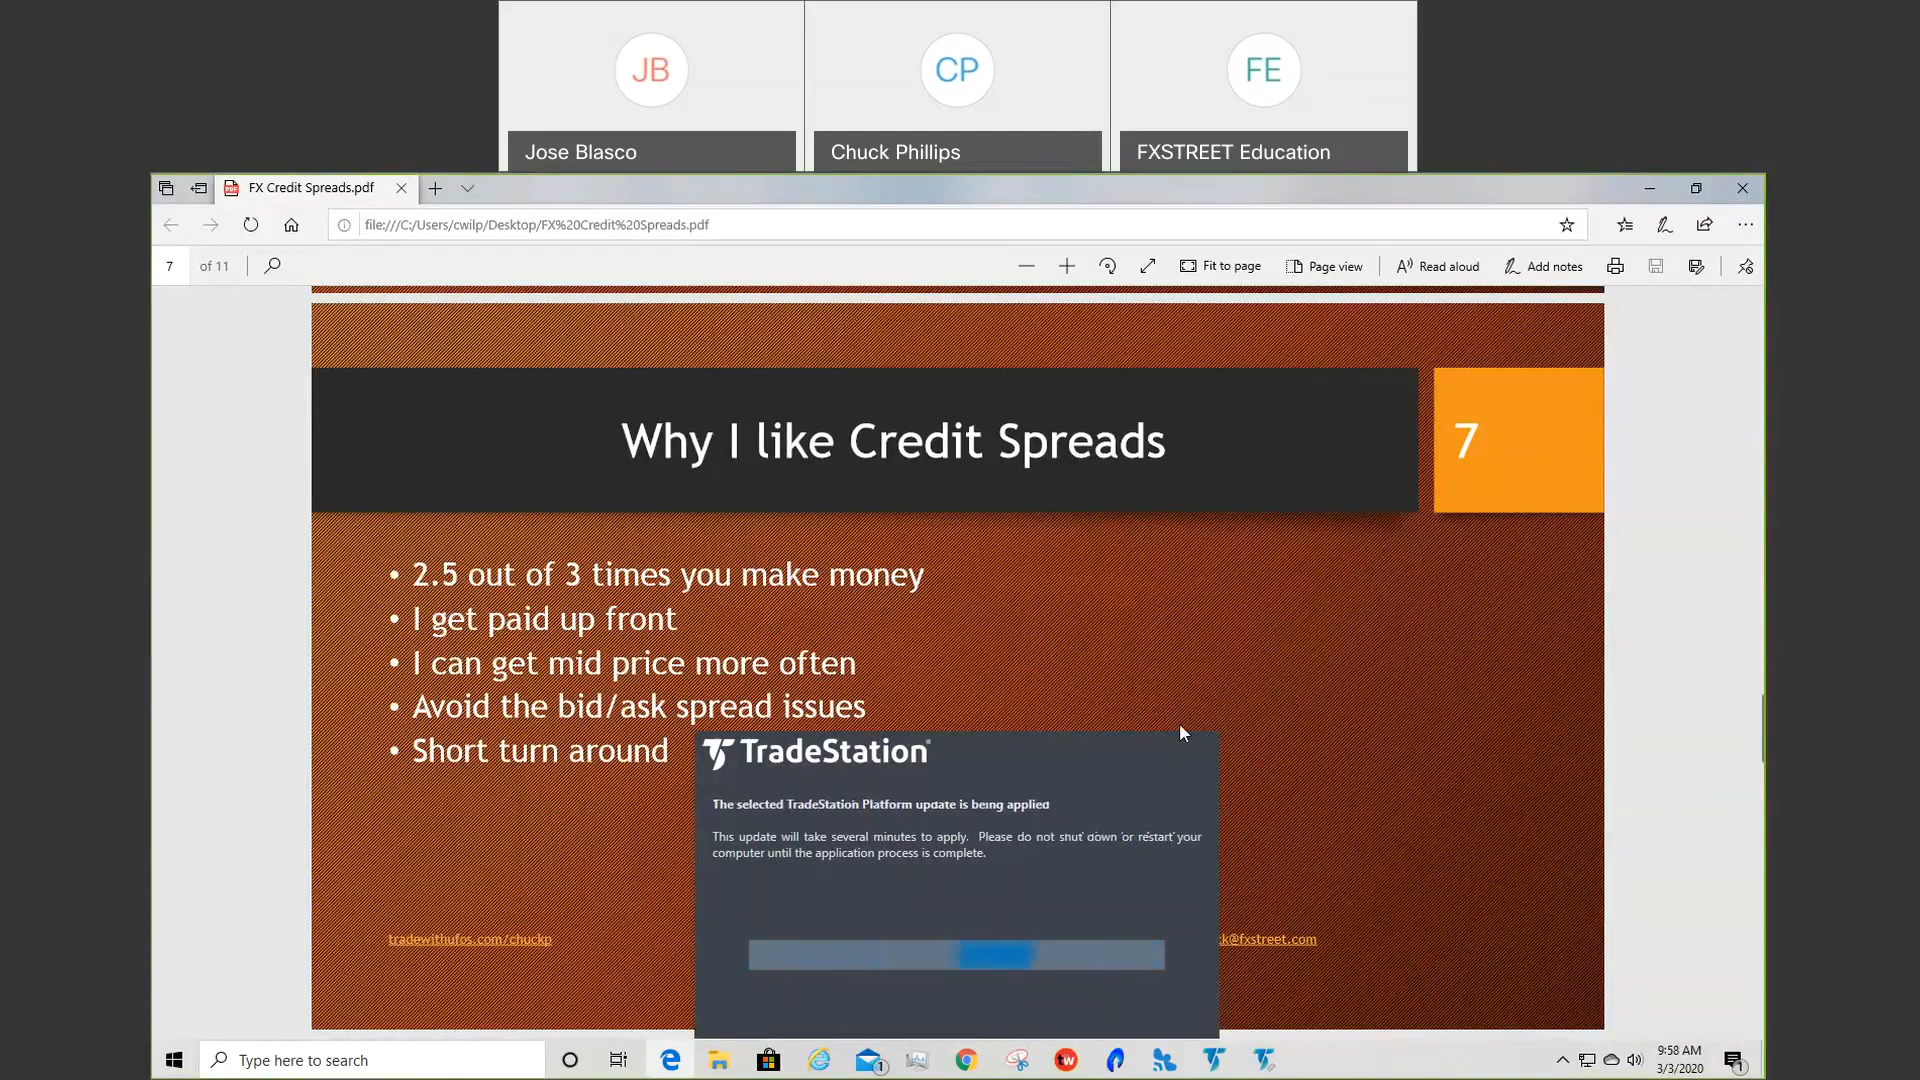 JB
CP
FE
Jose Blasco
Chuck Phillips
FXSTREET Education
FX Credit Spreads.pdf
file:///C:/Users/cwilp/Desktop/FX%20Credit%20Spreads.pdf
7 of 11
Fit to page
Page view
Read aloud
Add notes
Why I like Credit Spreads
7
• 2.5 out of 3 times you make money
• I get paid up front
• I can get mid price more often
• Avoid the bid/ask spread issues
• Short turn around
TradeStation
The selected TradeStation Platform update is being applied
This update will take several minutes to apply. Please do not shut down or restart your
computer until the application process is complete.
tradewithufos.com/chuckp
ck@fxstreet.com
Type here to search
1
tw
9:58 AM
3/3/2020
1